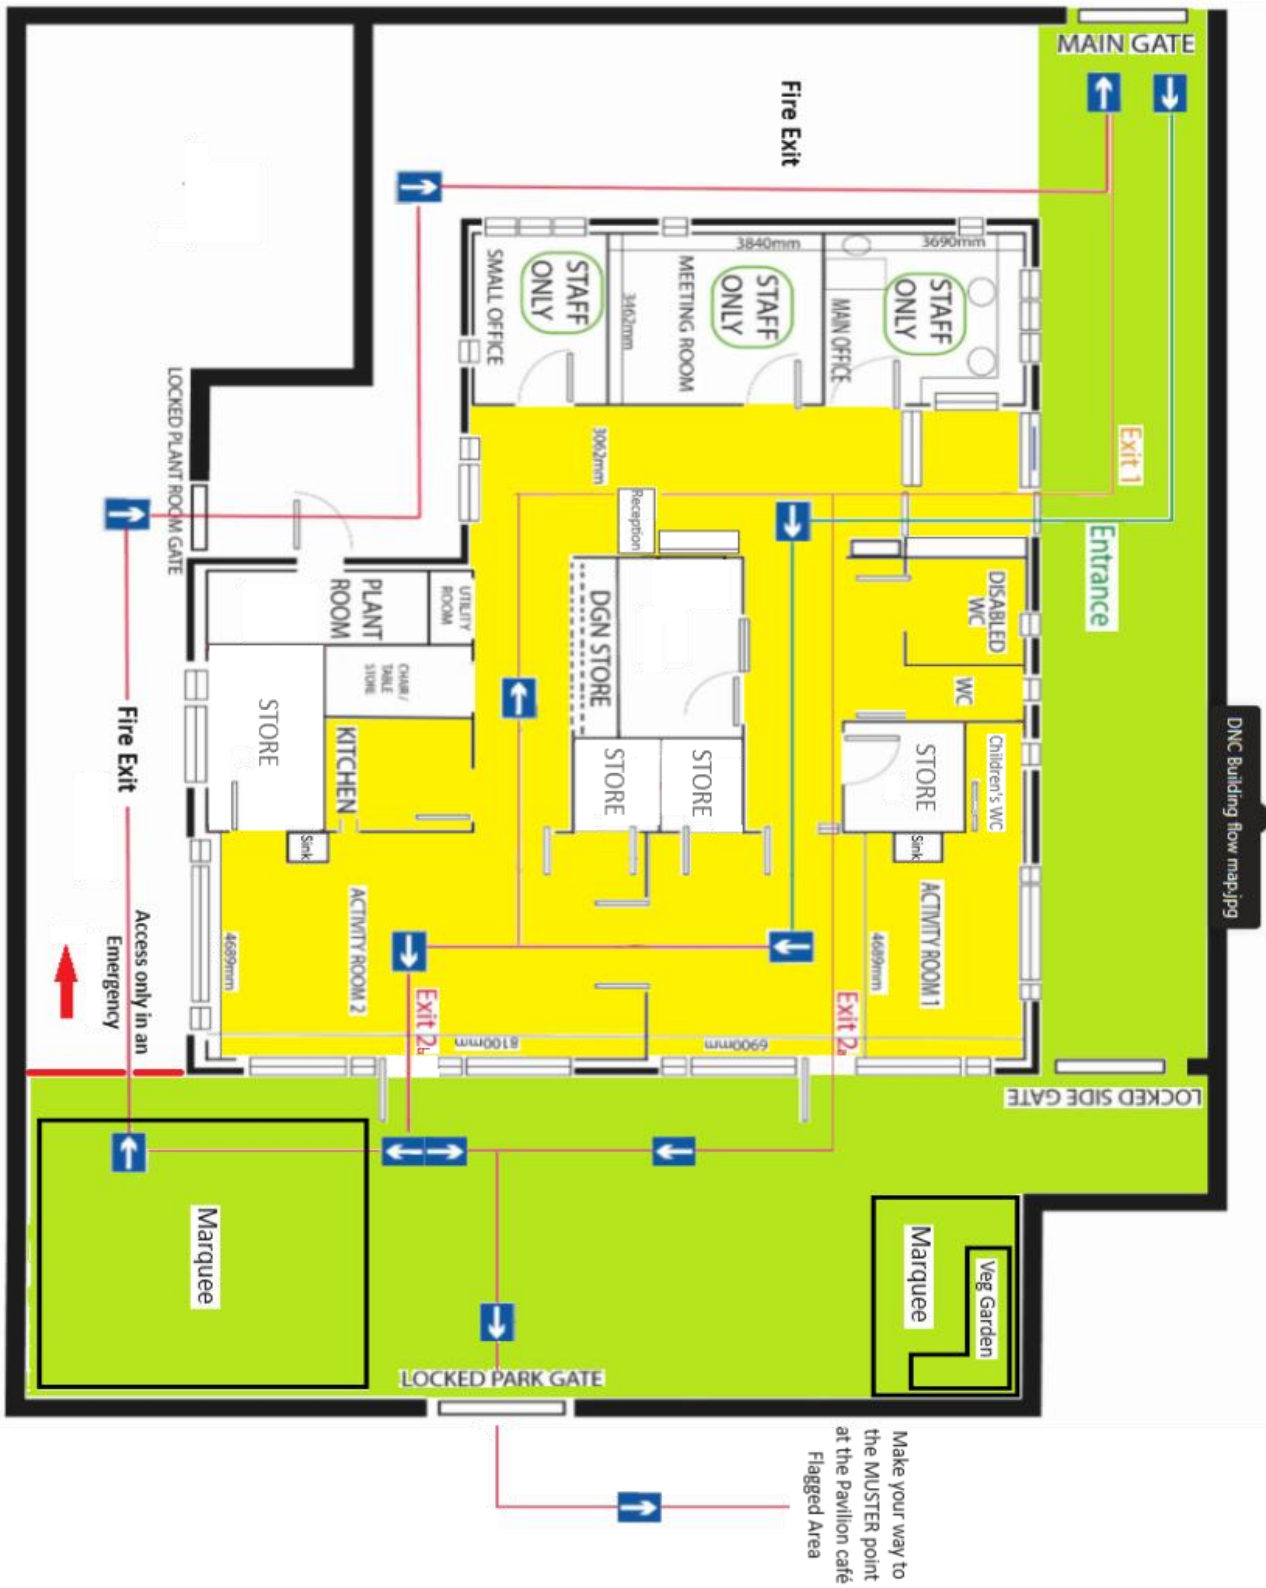 MAIN GATE
Fire Exit
3840mm
3690mm
SMALL OFFICE
STAFF
ONLY
3462mm
MEETING ROOM
STAFF
ONLY
MAIN OFFICE
STAFF
ONLY
LOCKED PLANT ROOM GATE
3062mm
Exit 1
Reception
Entrance
PLANT
ROOM
UTILITY
ROOM
DGN STORE
DISABLED
WC
WC
CHAIR/
TABLE
STORE
STORE
KITCHEN
STORE
STORE
STORE
Children's WC
DNC Building flow map.jpg
Fire Exit
Sink
Sink
ACTIVITY ROOM 2
ACTIVITY ROOM 1
Access only in an
Emergency
4689mm
4689mm
Exit 2b
Exit 2a
8100mm
6900mm
LOCKED SIDE GATE
Marquee
Marquee
Veg Garden
LOCKED PARK GATE
Make your way to
the MUSTER point
at the Pavilion café
Flagged Area